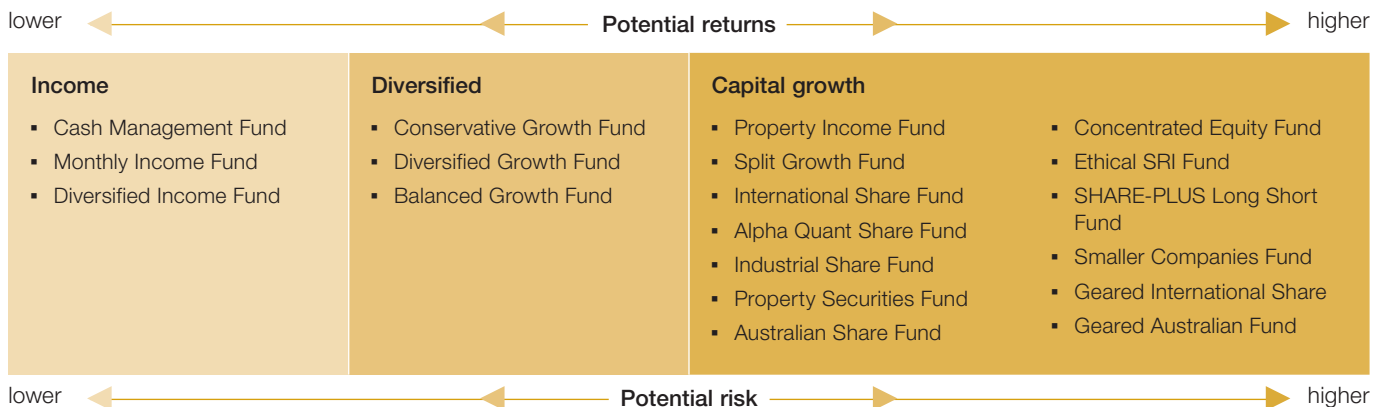 lower Potential returns higher
Income
▪ Cash Management Fund
▪ Monthly Income Fund
▪ Diversified Income Fund
Diversified
▪ Conservative Growth Fund
▪ Diversified Growth Fund
▪ Balanced Growth Fund
Capital growth
▪ Property Income Fund
▪ Split Growth Fund
▪ International Share Fund
▪ Alpha Quant Share Fund
▪ Industrial Share Fund
▪ Property Securities Fund
▪ Australian Share Fund
▪ Concentrated Equity Fund
▪ Ethical SRI Fund
▪ SHARE-PLUS Long Short
Fund
▪ Smaller Companies Fund
▪ Geared International Share
▪ Geared Australian Fund
lower Potential risk higher